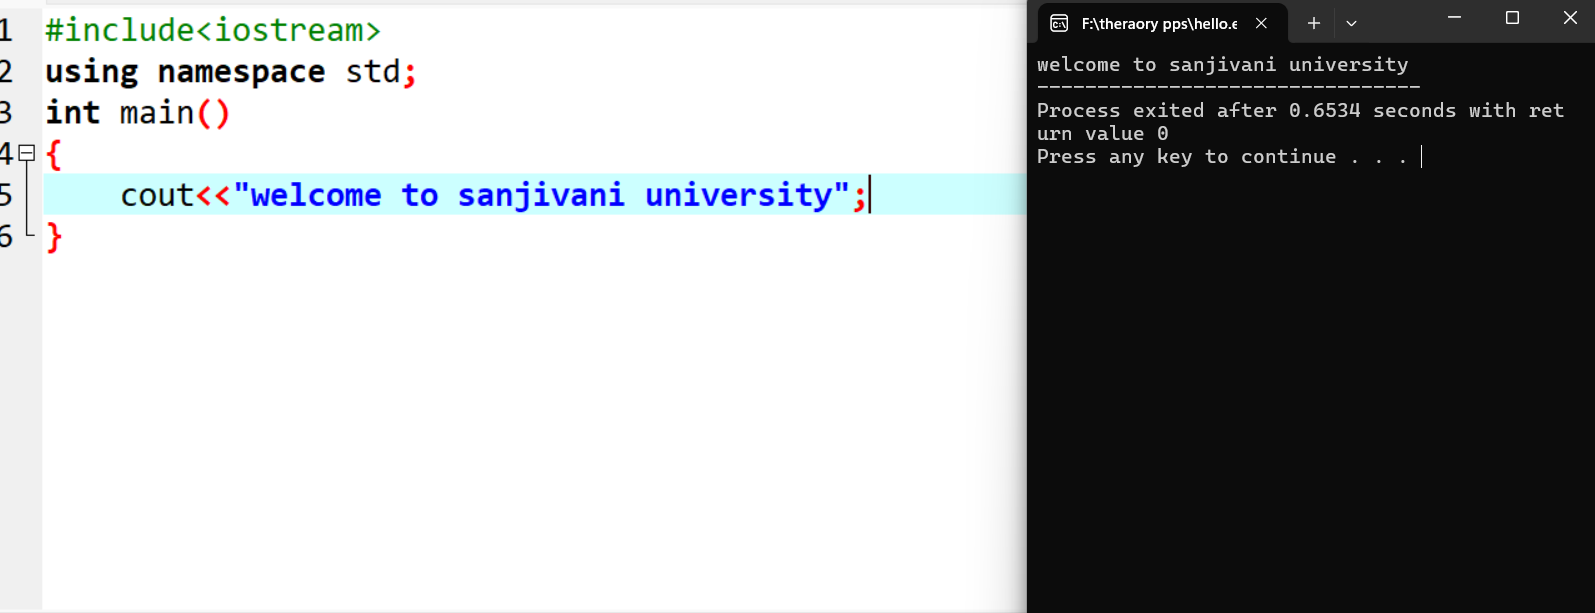 1 #include<iostream>
2 using namespace std;
3 int main()
4 {
5 cout<<"welcome to sanjivani university";
6 }
F:\theraory pps\hello.e
welcome to sanjivani university
--------------------------------
Process exited after 0.6534 seconds with ret
urn value 0
Press any key to continue . . .